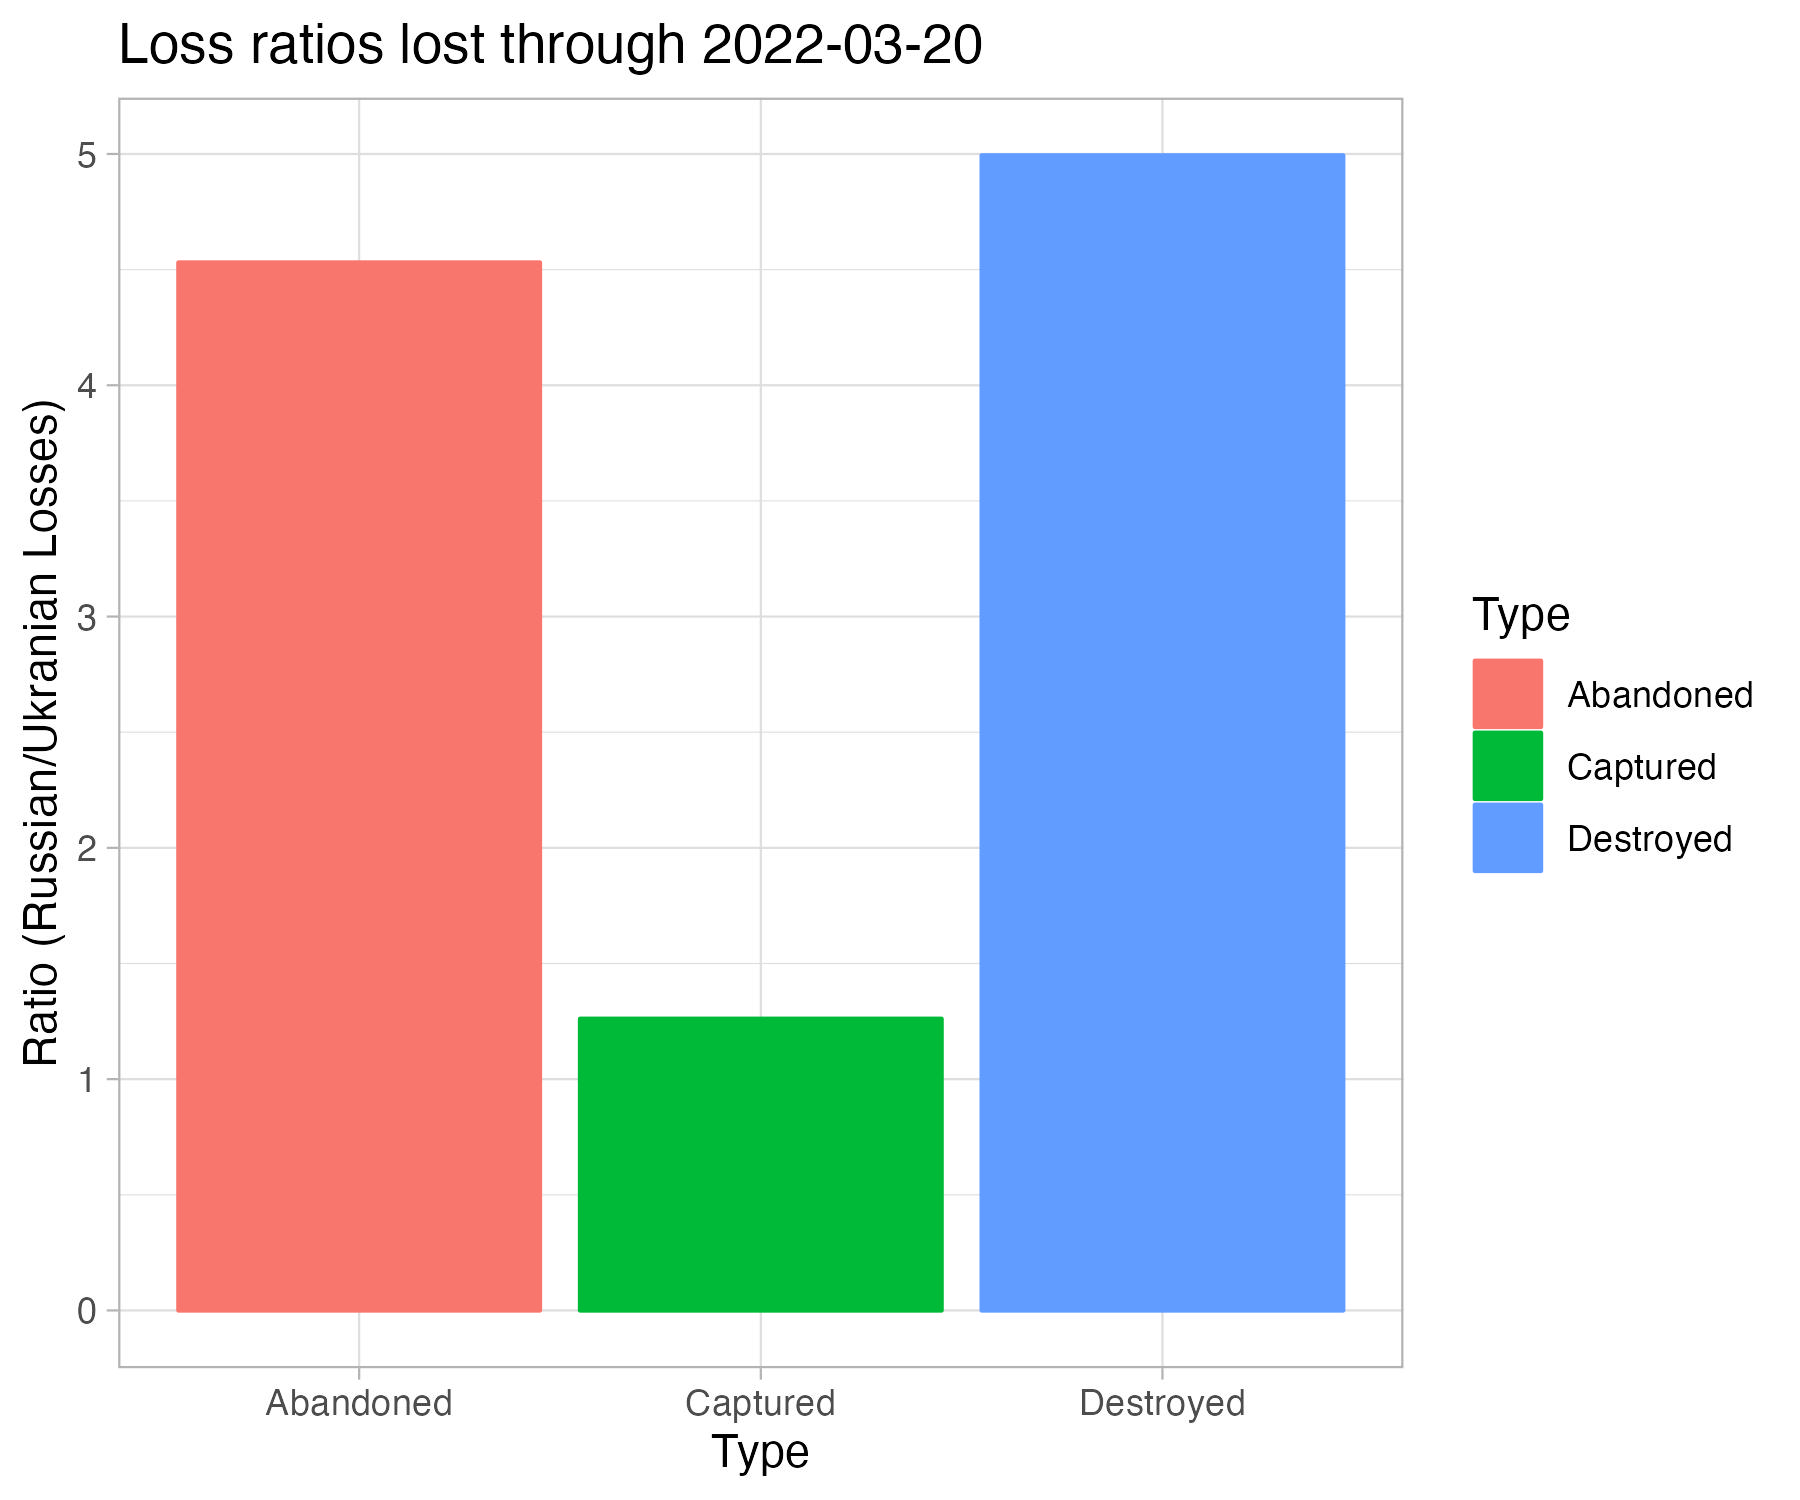 Loss ratios lost through 2022-03-20
Ratio (Russian/Ukranian Losses)
5
4
3
2
1
0
Abandoned
Captured
Destroyed
Type
Type
Abandoned
Captured
Destroyed